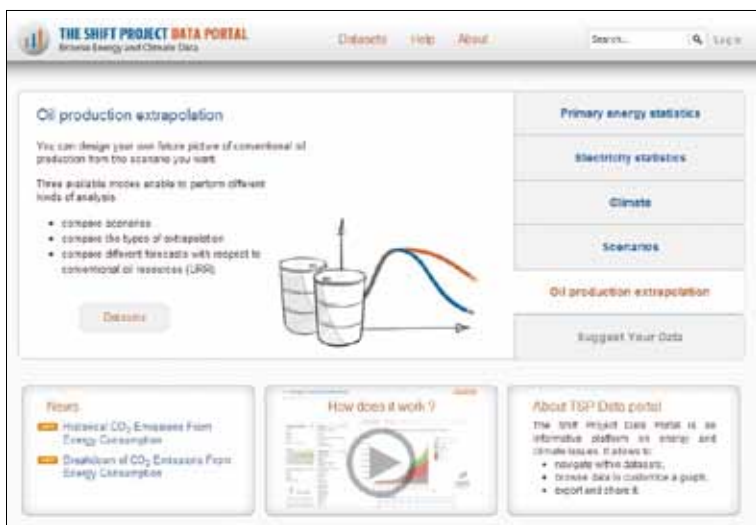 THE SHIFT PROJECT DATA PORTAL
Browse Energy and Climate Data
Datasets Help About
Search...
Log in
Oil production extrapolation
You can design your own future picture of conventional oil
production from the scenario you want
Three available modes enable to perform different
kinds of analysis
compare scenarios
compare the types of extrapolation
compare different forecasts with respect to
conventional oil resources (URR)
Datasets
Primary energy statistics
Electricity statistics
Climate
Scenarios
Oil production extrapolation
Suggest Your Data
News
Historical CO2 Emissions From
Energy Consumption
Breakdown of CO2 Emissions From
Energy Consumption
How does it work ?
About TSP Data portal
The Shift Project Data Portal is an
informative platform on energy and
climate issues. It allows to:
navigate within datasets,
browse data to customize a graph,
export and share it.